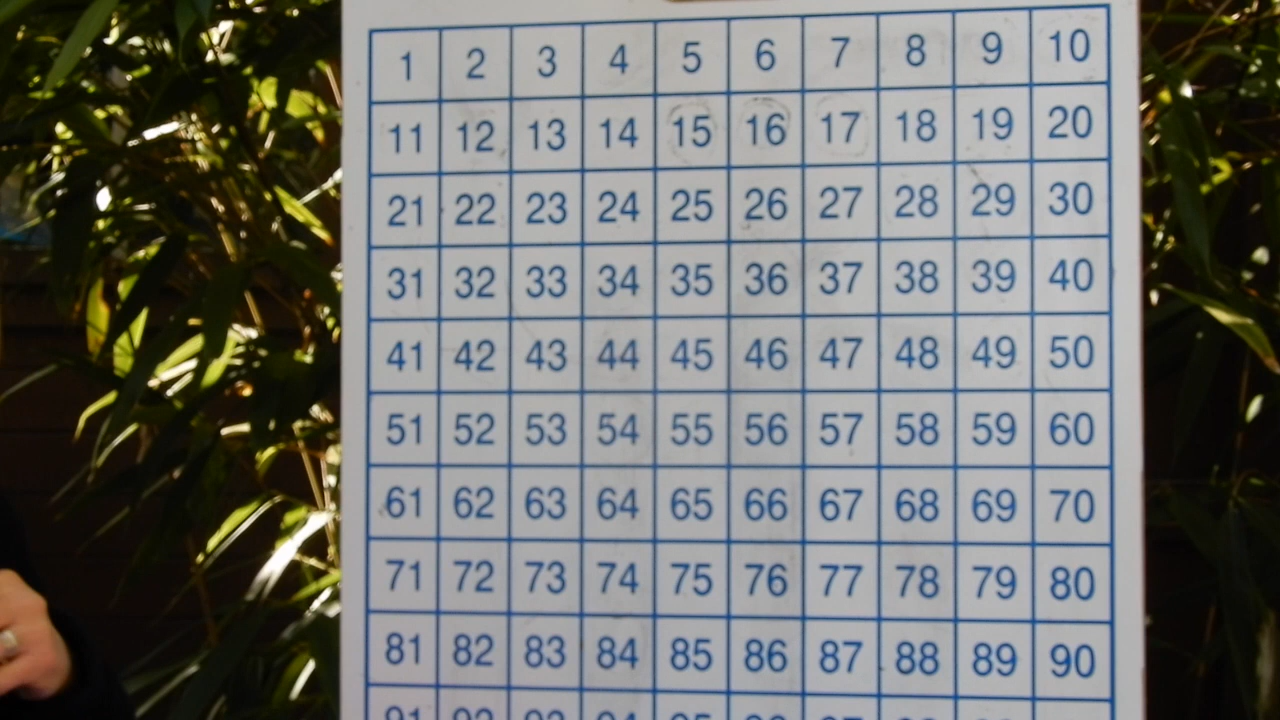 1 2 3 4 5 6 7 8 9 10
11 12 13 14 15 16 17 18 19 20
21 22 23 24 25 26 27 28 29 30
31 32 33 34 35 36 37 38 39 40
41 42 43 44 45 46 47 48 49 50
51 52 53 54 55 56 57 58 59 60
61 62 63 64 65 66 67 68 69 70
71 72 73 74 75 76 77 78 79 80
81 82 83 84 85 86 87 88 89 90